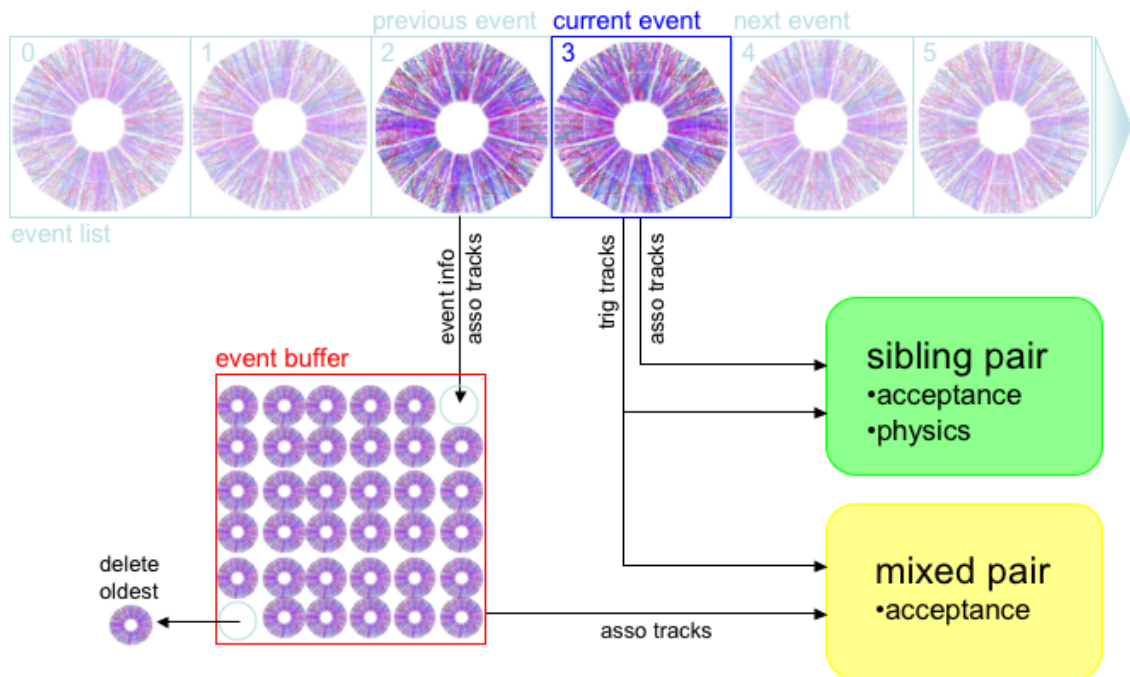 previous event
current event
next event
0
1
2
3
4
5
event list
event info
asso tracks
trig tracks
asso tracks
event buffer
sibling pair
•acceptance
•physics
delete
oldest
mixed pair
•acceptance
asso tracks